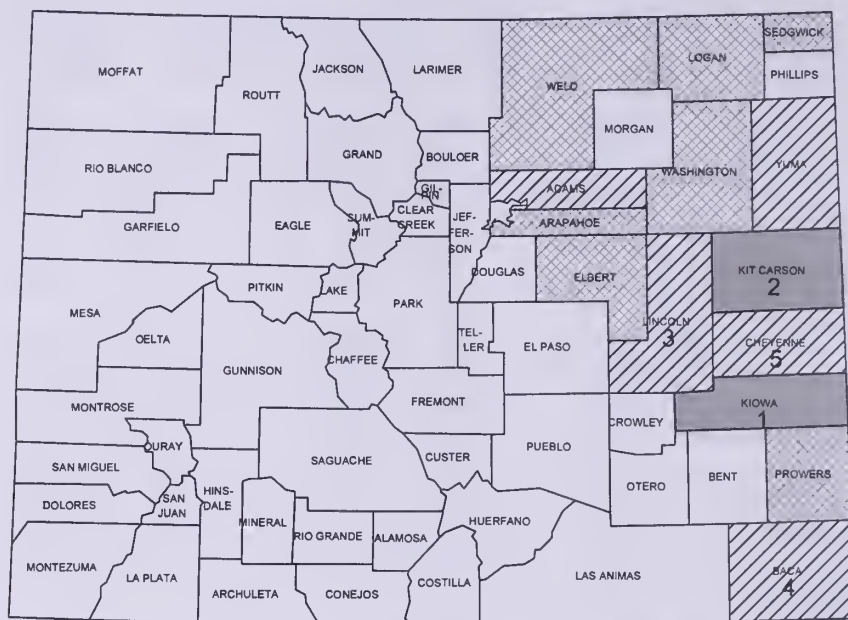 SEDGWICK
LOGAN
MOFFAT
JACKSON
LARIMER
WELD
PHILLIPS
ROUTT
MORGAN
GRAND
BOULOER
RIO BLANCO
WASHINGTON
YUMA
GIL-
PIN
ADAMS
GARFIELO
EAGLE
SUM-
MIT
CLEAR
CREEK
JEF-
FER-
SON
ARAPAHOE
DOUGLAS
ELBERT
KIT CARSON
2
PITKIN
LAKE
PARK
MESA
LINCOLN
3
OELTA
TEL-
LER
EL PASO
CHEYENNE
5
GUNNISON
CHAFFEE
MONTROSE
FREMONT
KIOWA
1
CROWLEY
OURAY
SAN MIGUEL
SAGUACHE
CUSTER
PUEBLO
OTERO
BENT
PROWERS
DOLORES
SAN
JUAN
HINS-
DALE
MINERAL
RIO GRANDE
ALAMOSA
HUERFANO
MONTEZUMA
LA PLATA
ARCHULETA
CONEJOS
COSTILLA
LAS ANIMAS
BACA
4